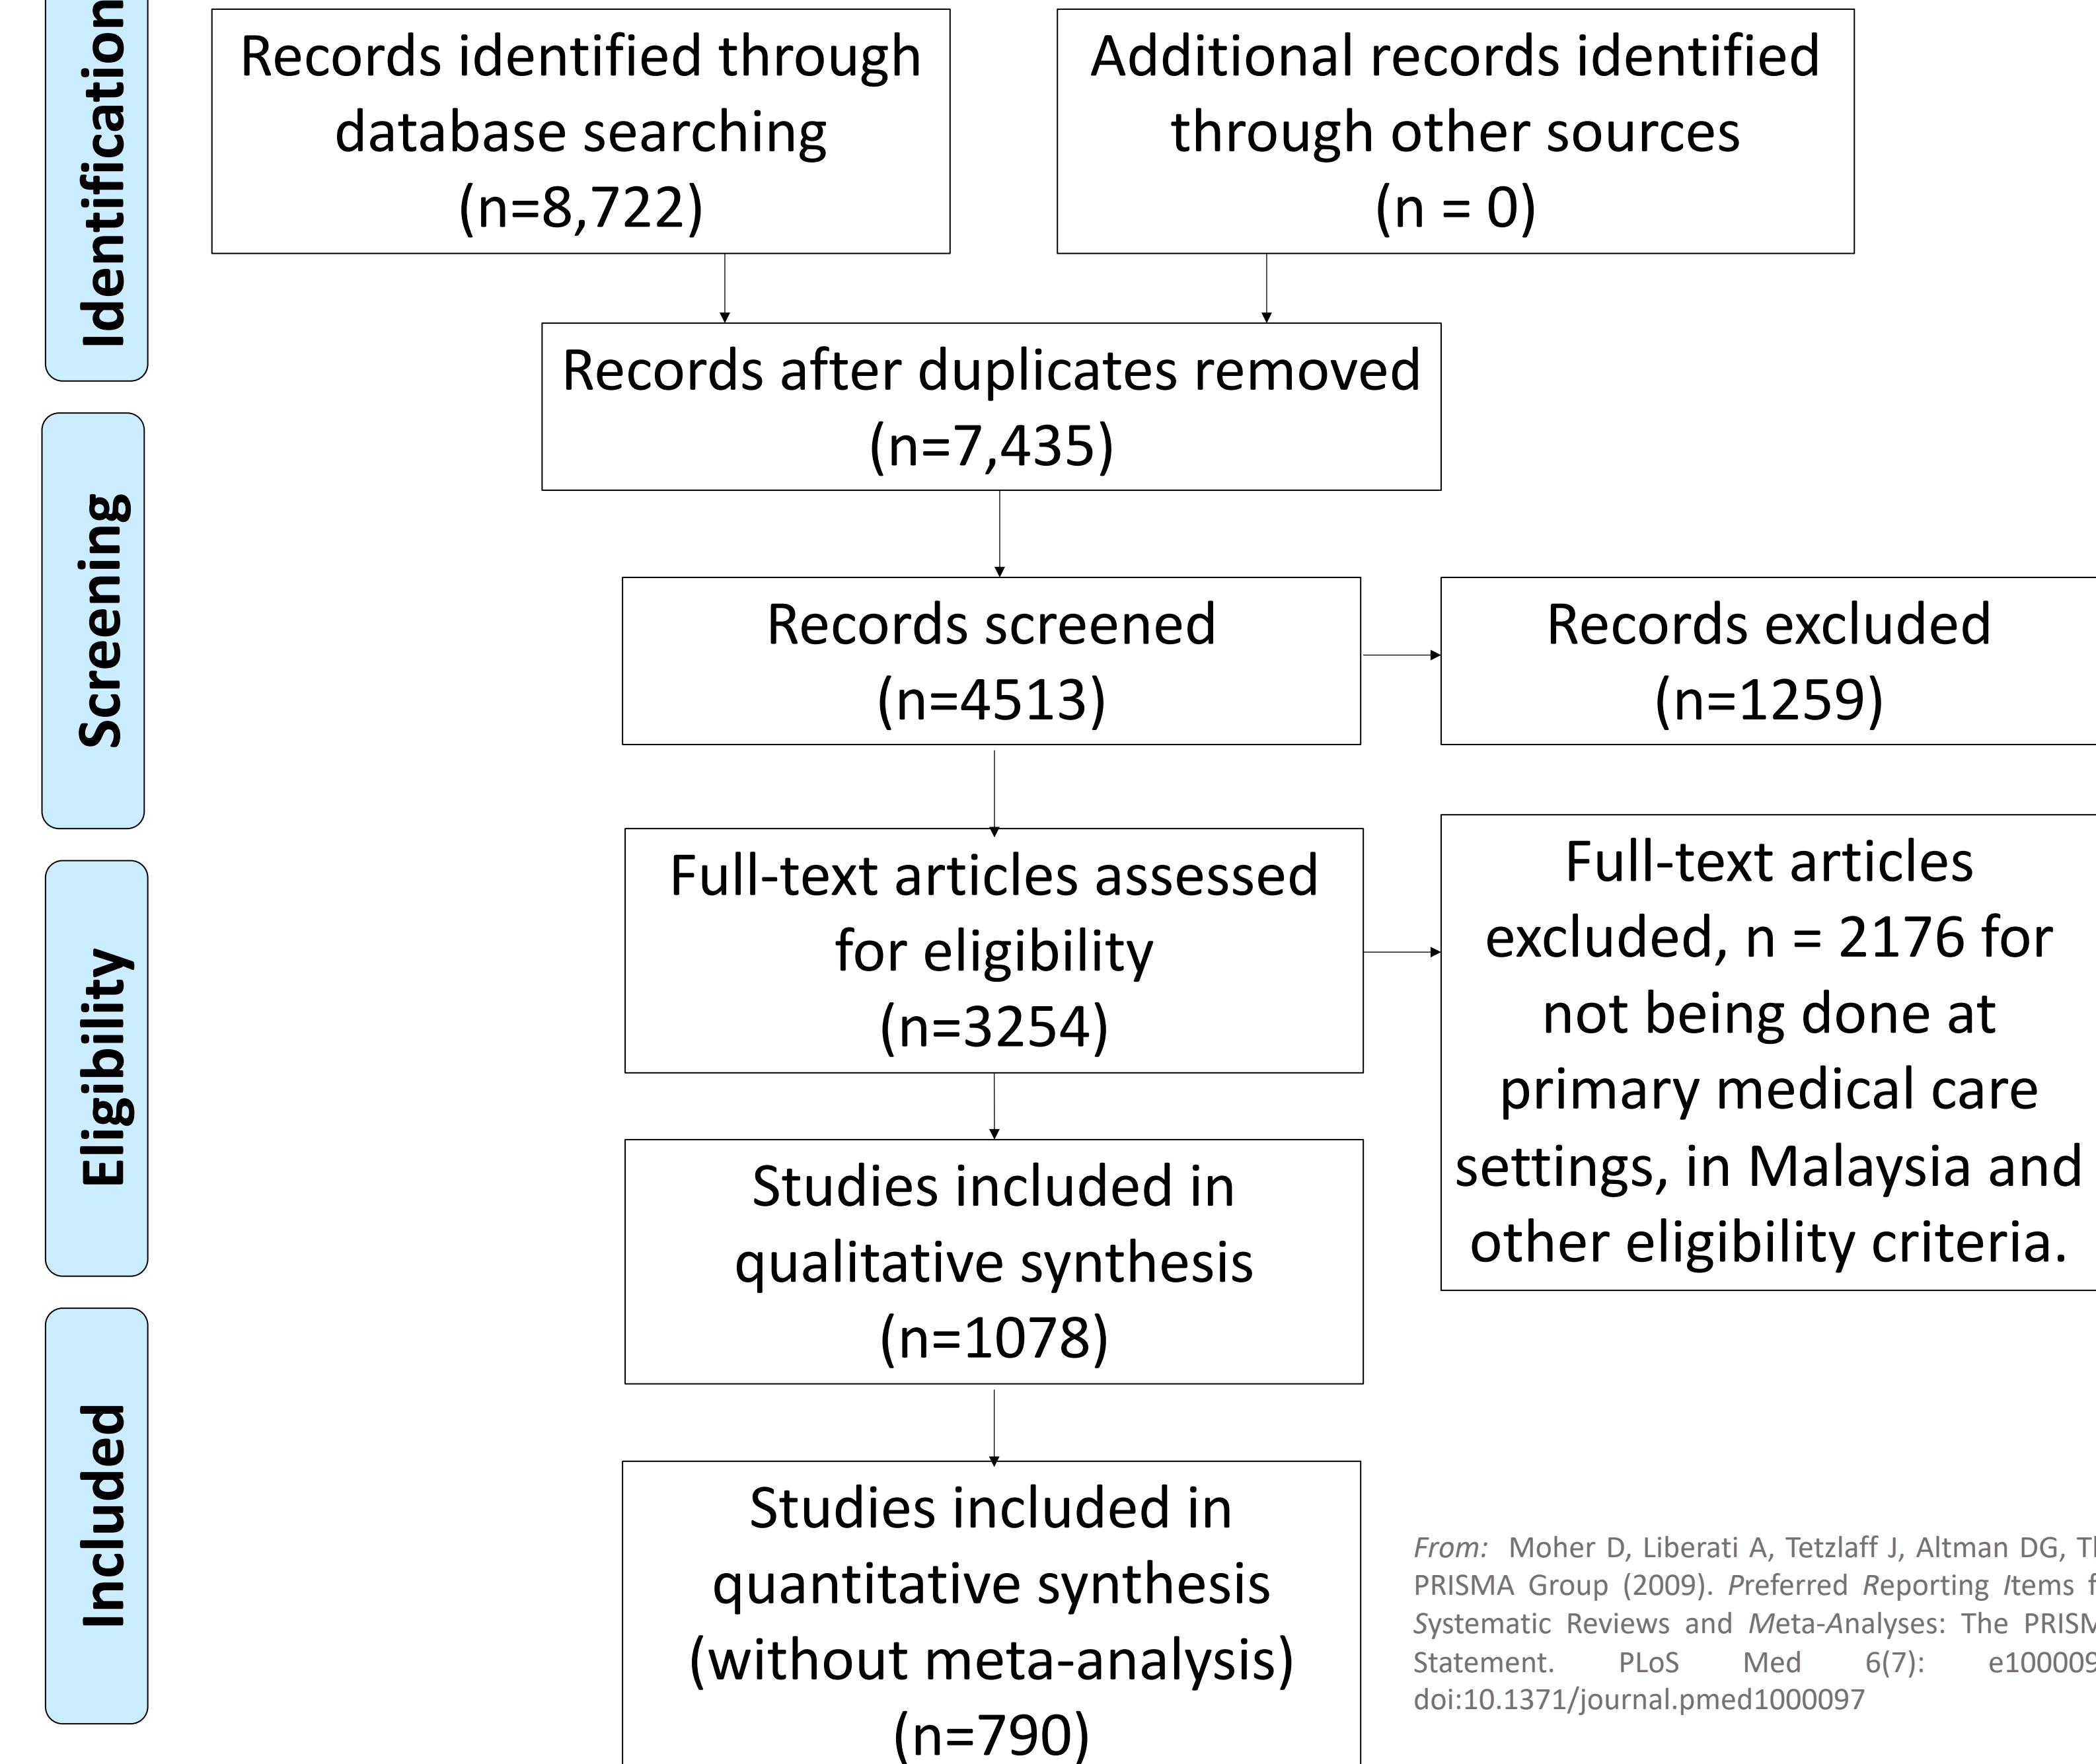 Identification
Records identified through
database searching
(n=8,722)
Additional records identified
through other sources
(n = 0)
Records after duplicates removed
(n=7,435)
Screening
Records screened
(n=4513)
Records excluded
(n=1259)
Eligibility
Full-text articles assessed
for eligibility
(n=3254)
Full-text articles
excluded, n = 2176 for
not being done at
primary medical care
settings, in Malaysia and
other eligibility criteria.
Studies included in
qualitative synthesis
(n=1078)
Included
Studies included in
quantitative synthesis
(without meta-analysis)
(n=790)
From: Moher D, Liberati A, Tetzlaff J, Altman DG,
PRISMA Group (2009). Preferred Reporting Items
Systematic Reviews and Meta-Analyses: The
Statement. PLoS Med 6(7):
doi:10.1371/journal.pmed1000097